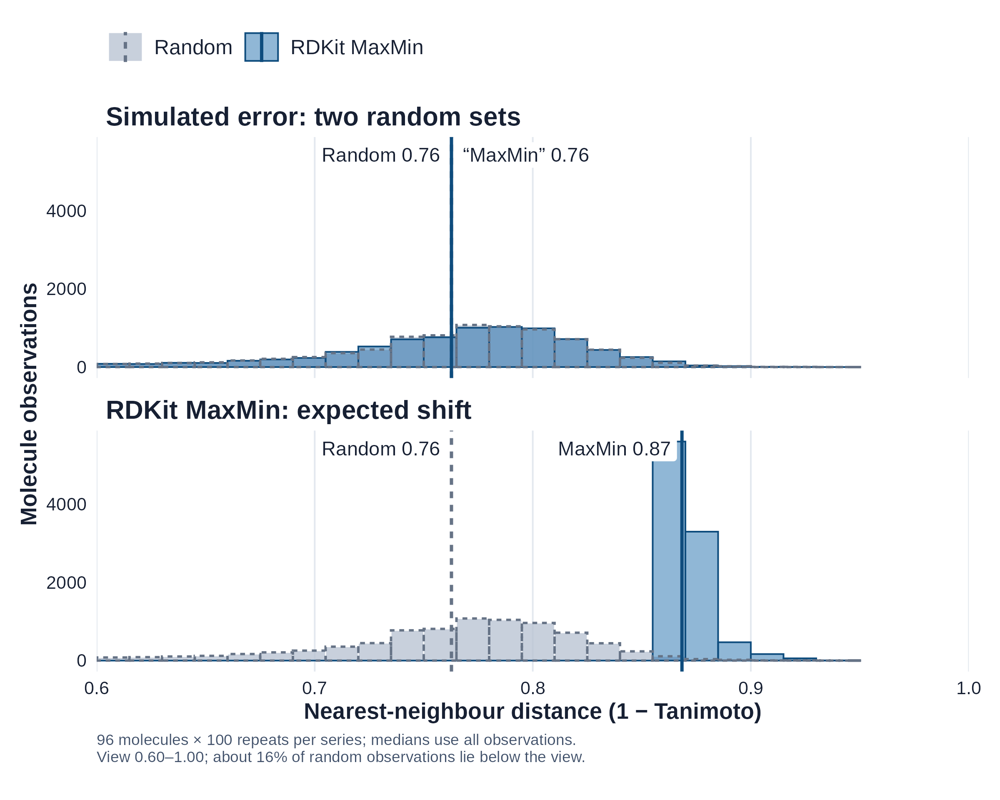 Random
RDKit MaxMin
Simulated error: two random sets
Random 0.76
“MaxMin” 0.76
4000
2000
0
Molecule observations
RDKit MaxMin: expected shift
Random 0.76
MaxMin 0.87
4000
2000
0
0.6
0.7
0.8
0.9
1.0
Nearest-neighbour distance (1 − Tanimoto)
96 molecules × 100 repeats per series; medians use all observations.
View 0.60–1.00; about 16% of random observations lie below the view.